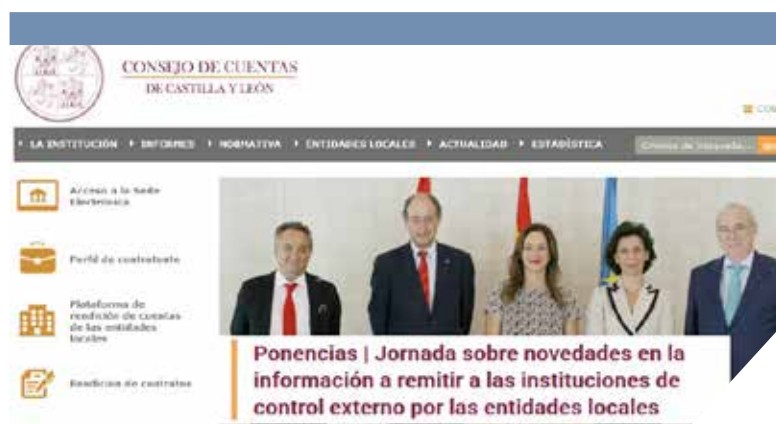 CONSEJO DE CUENTAS
DE CASTILLA Y LEÓN
LA INSTITUCIÓN INFORMES NORMATIVA ENTIDADES LOCALES ACTUALIDAD ESTADÍSTICA
Acceso a la Sede
Electrónica
Perfil de contratante
Plataforma de
rendición de cuentas
de las entidades
locales
Rendición de contratos
Ponencias | Jornada sobre novedades en la
información a remitir a las instituciones de
control externo por las entidades locales